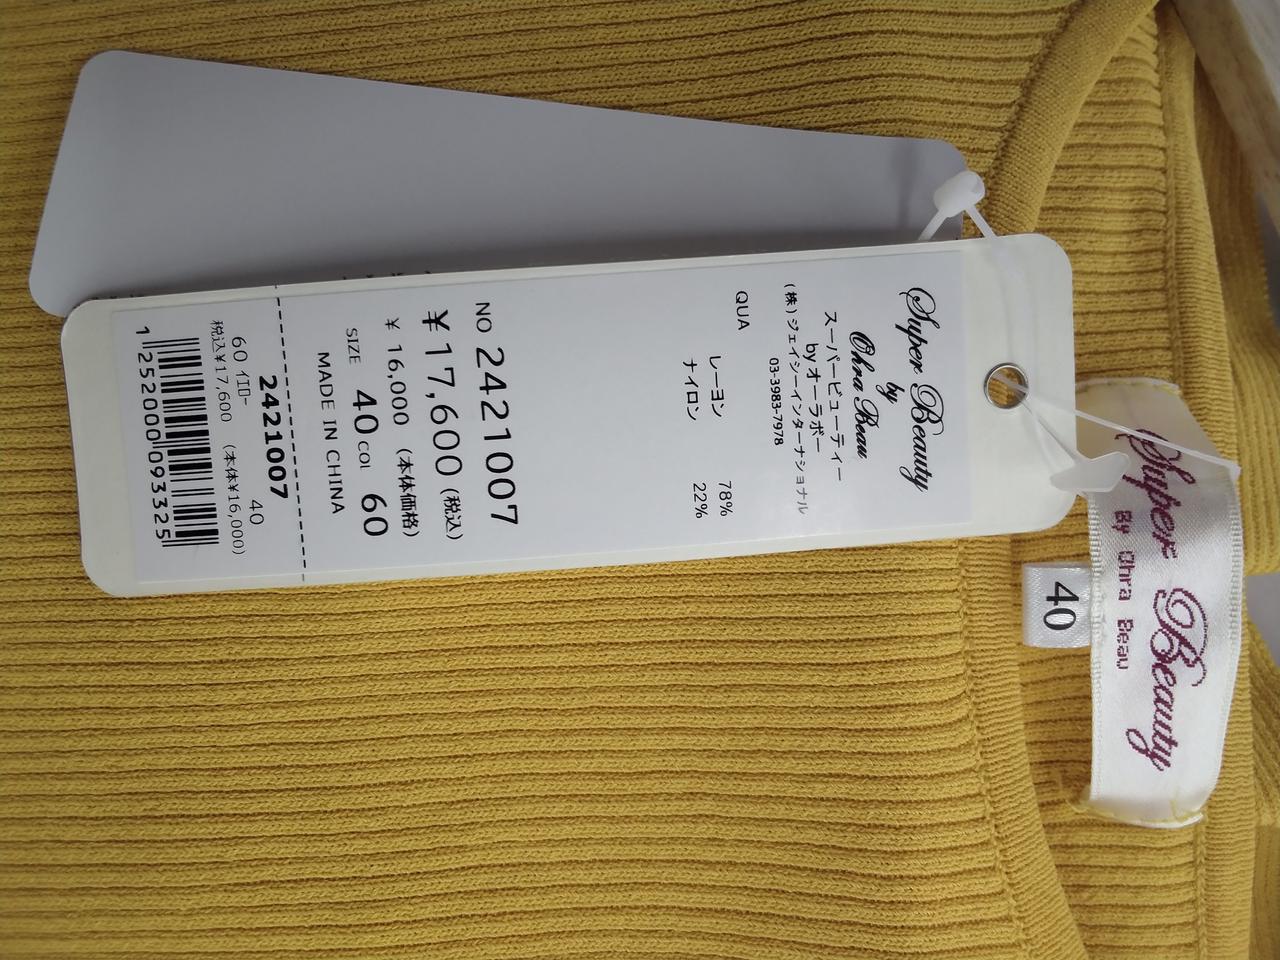 Super Beauty
by
Ohra Beau
スーパービューティー
by オーラボー
(株)ジェイシーインターナショナル
03-3983-7978
QUA
レーヨン 78%
ナイロン 22%
NO 2421007
¥17,600 (税込)
¥ 16,000 (本体価格)
SIZE 40 COL 60
MADE IN CHINA
2421007
60 イエロー 40
税込¥17,600 (本体¥16,000)
1252000093325
Super Beauty
By Ohra Beau
40